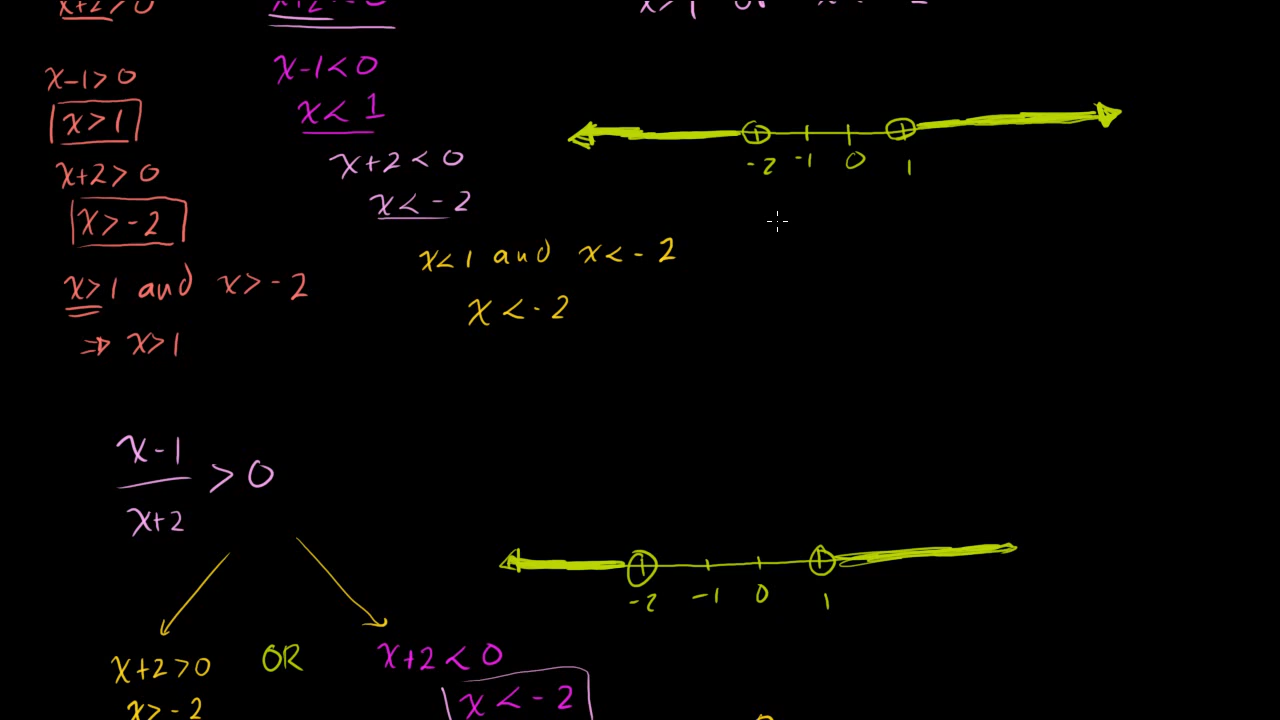 x+2>0
x-1>0
x>1
x+2>0
x>-2
x>1 and x>-2
⇒ x>1
x-1<0
x<1
x+2<0
x<-2
x<1 and x<-2
x<-2
-2 -1 0 1
x-1
x+2
>0
-2 -1 0 1
x+2>0 OR x+2<0
x>-2
x<-2